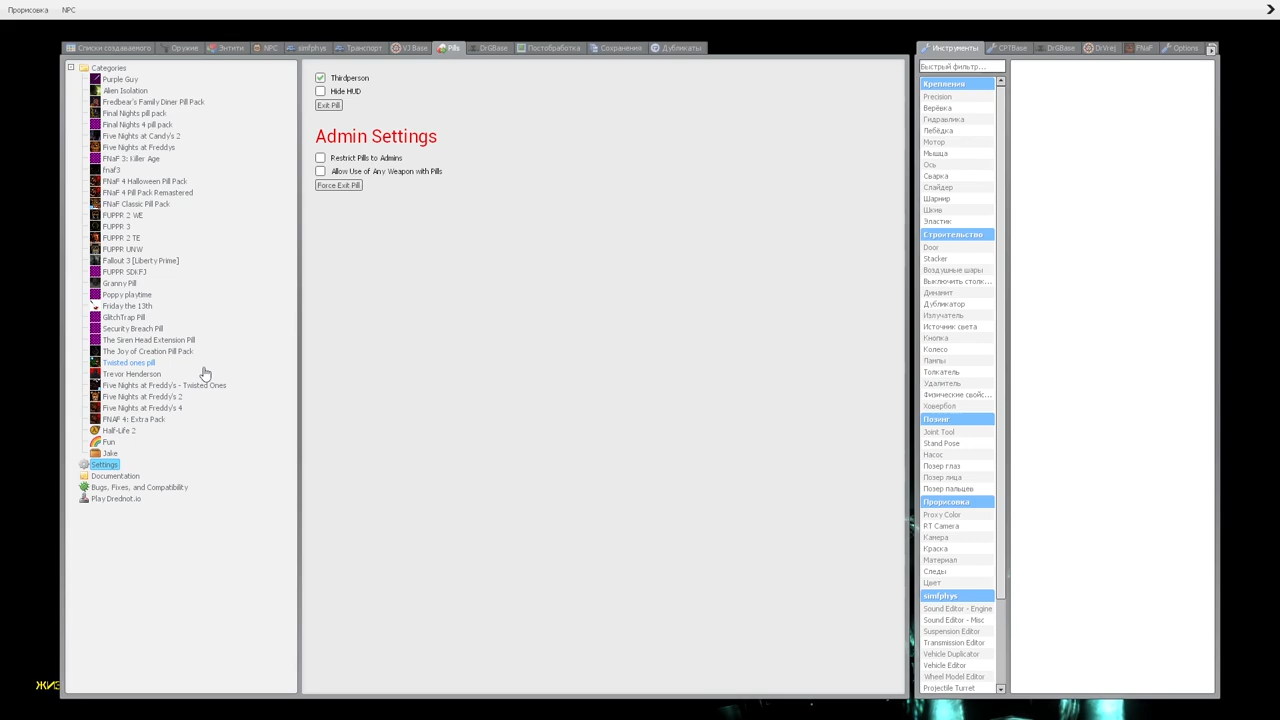 Прорисовка NPC
Списки создаваемого Оружие Энтити NPC simfphys Транспорт VJ Base Pills DrGBase Постобработка Сохранения Дубликаты
Инструменты CPTBase DrGBase DrVrej FNaF Options
Categories
Purple Guy
Alien Isolation
Fredbear's Family Diner Pill Pack
Final Nights pill pack
Final Nights 4 pill pack
Five Nights at Candy's 2
Five Nights at Freddys
FNaF 3: Killer Age
fnaf3
FNaF 4 Halloween Pill Pack
FNAF 4 Pill Pack Remastered
FNaF Classic Pill Pack
FUPPR 2 WE
FUPPR 3
FUPPR 2 TE
FUPPR UNW
Fallout 3 [Liberty Prime]
FUPPR SDI:FJ
Granny Pill
Poppy playtime
Friday the 13th
GlitchTrap Pill
Security Breach Pill
The Siren Head Extension Pill
The Joy of Creation Pill Pack
Twisted ones pill
Trevor Henderson
Five Nights at Freddy's - Twisted Ones
Five Nights at Freddy's 2
Five Nights at Freddy's 4
FNAF 4: Extra Pack
Half-Life 2
Fun
Jake
Settings
Documentation
Bugs, Fixes, and Compatibility
Play Drednot.io
Thirdperson
Hide HUD
Exit Pill
Admin Settings
Restrict Pills to Admins
Allow Use of Any Weapon with Pills
Force Exit Pill
Быстрый фильтр...
Крепления
Precision
Верёвка
Гидравлика
Лебёдка
Мотор
Мышца
Ось
Сварка
Слайдер
Шарнир
Шкив
Эластик
Строительство
Door
Stacker
Воздушные шары
Выключить столк...
Динамит
Дубликатор
Излучатель
Источник света
Кнопка
Колесо
Лампы
Толкатель
Удалитель
Физические свойс...
Ховербол
Позинг
Joint Tool
Stand Pose
Насос
Позер глаз
Позер лица
Позер пальцев
Прорисовка
Proxy Color
RT Camera
Камера
Краска
Материал
Следы
Цвет
simfphys
Sound Editor - Engine
Sound Editor - Misc
Suspension Editor
Transmission Editor
Vehicle Duplicator
Vehicle Editor
Wheel Model Editor
Projectile Turret